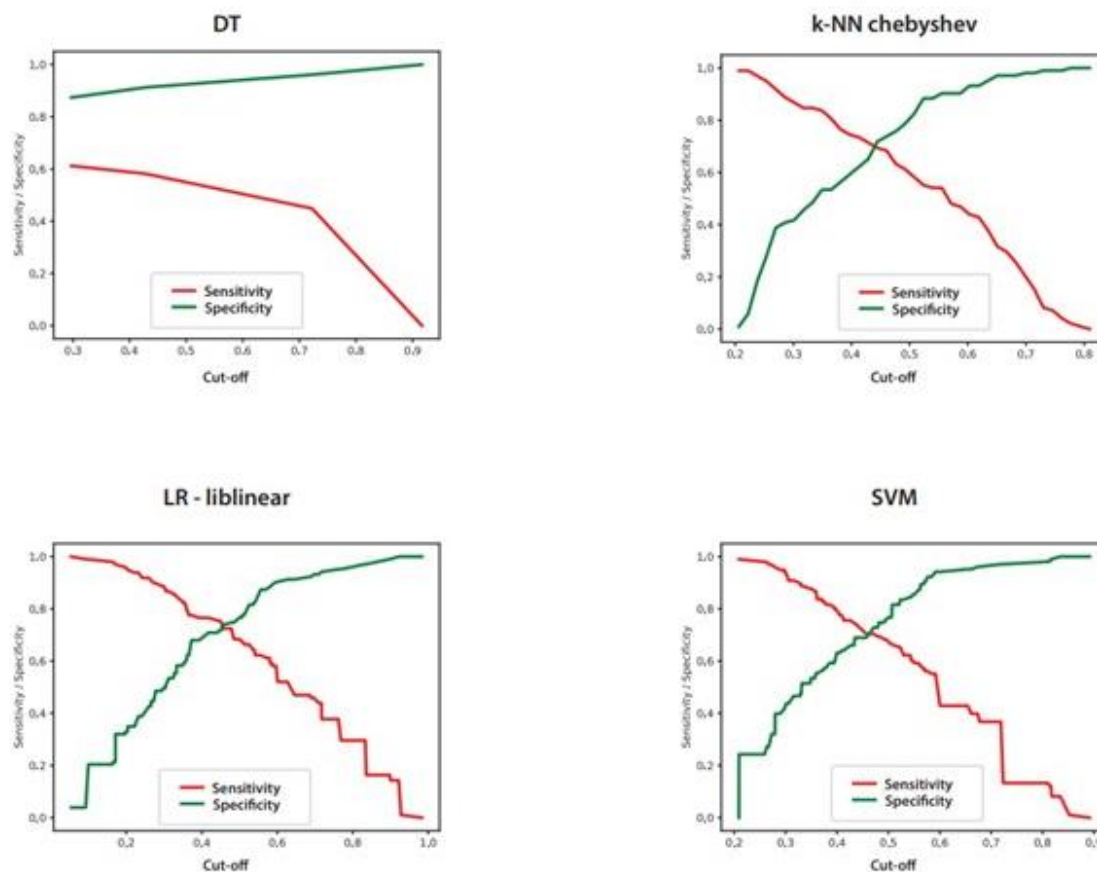 DT
1,0
0,8
0,6
0,4
0,2
0,0
Sensitivity / Specificity
Sensitivity
Specificity
0,3 0,4 0,5 0,6 0,7 0,8 0,9
Cut-off
k-NN chebyshev
1,0
0,8
0,6
0,4
0,2
0,0
Sensitivity / Specificity
Sensitivity
Specificity
0,2 0,3 0,4 0,5 0,6 0,7 0,8
Cut-off
LR - liblinear
1,0
0,8
0,6
0,4
0,2
0,0
Sensitivity / Specificity
Sensitivity
Specificity
0,2 0,4 0,6 0,8 1,0
Cut-off
SVM
1,0
0,8
0,6
0,4
0,2
0,0
Sensitivity / Specificity
Sensitivity
Specificity
0,2 0,3 0,4 0,5 0,6 0,7 0,8 0,9
Cut-off